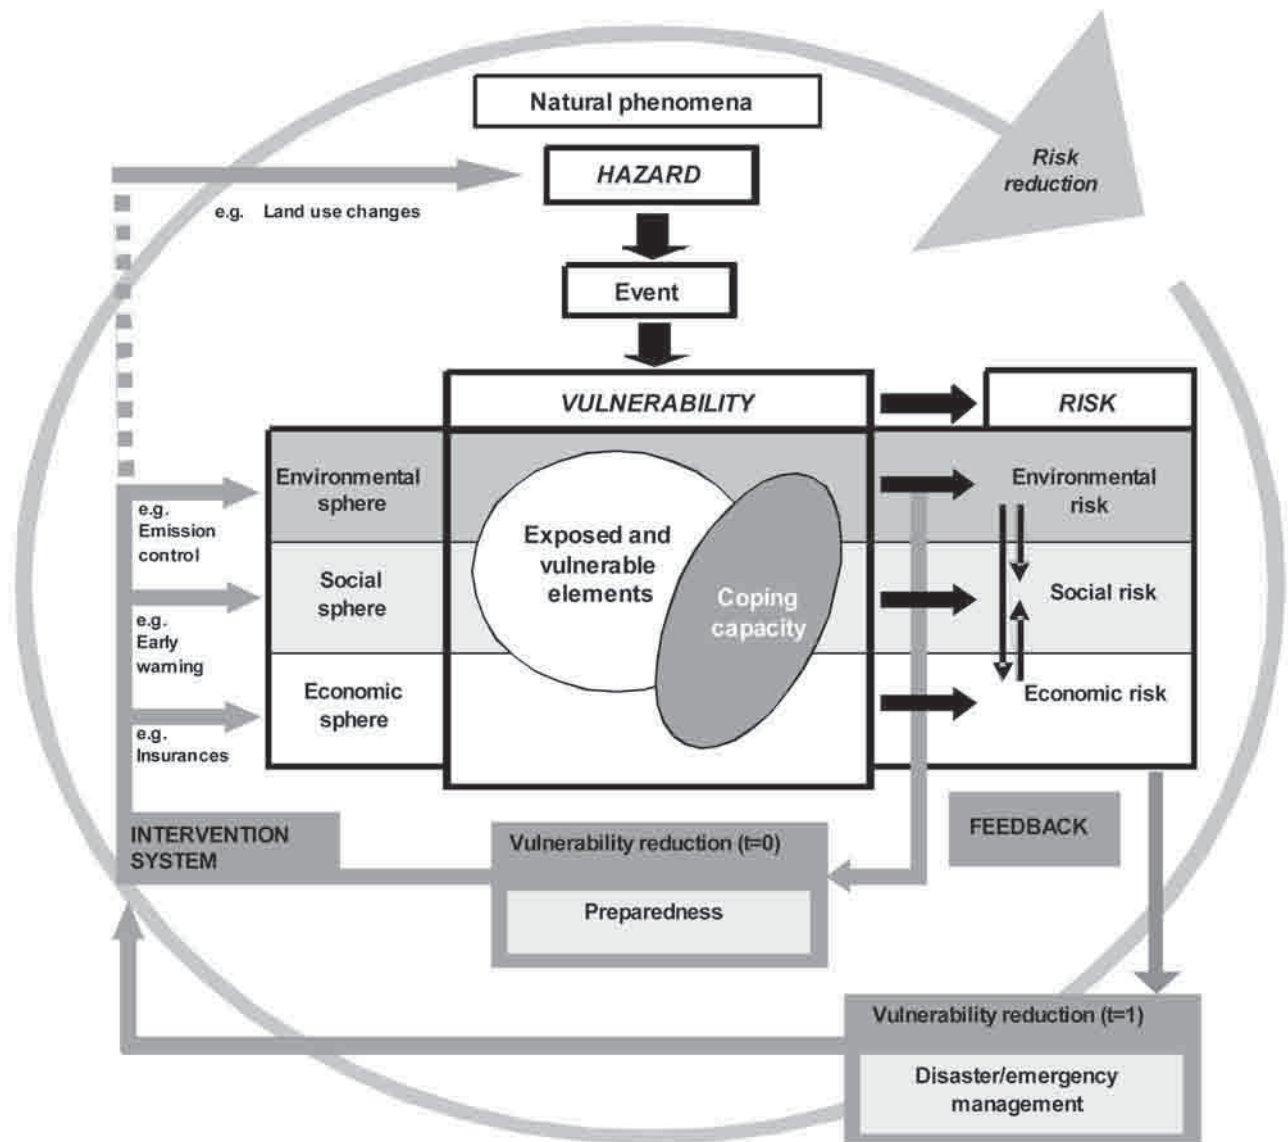 Natural phenomena
HAZARD
Risk
reduction
e.g. Land use changes
Event
VULNERABILITY
RISK
Environmental
sphere
Environmental
risk
e.g.
Emission
control
Exposed and
vulnerable
elements
Social
sphere
Coping
capacity
Social risk
e.g.
Early
warning
Economic
sphere
Economic risk
e.g.
Insurances
INTERVENTION
SYSTEM
Vulnerability reduction (t=0)
Preparedness
FEEDBACK
Vulnerability reduction (t=1)
Disaster/emergency
management